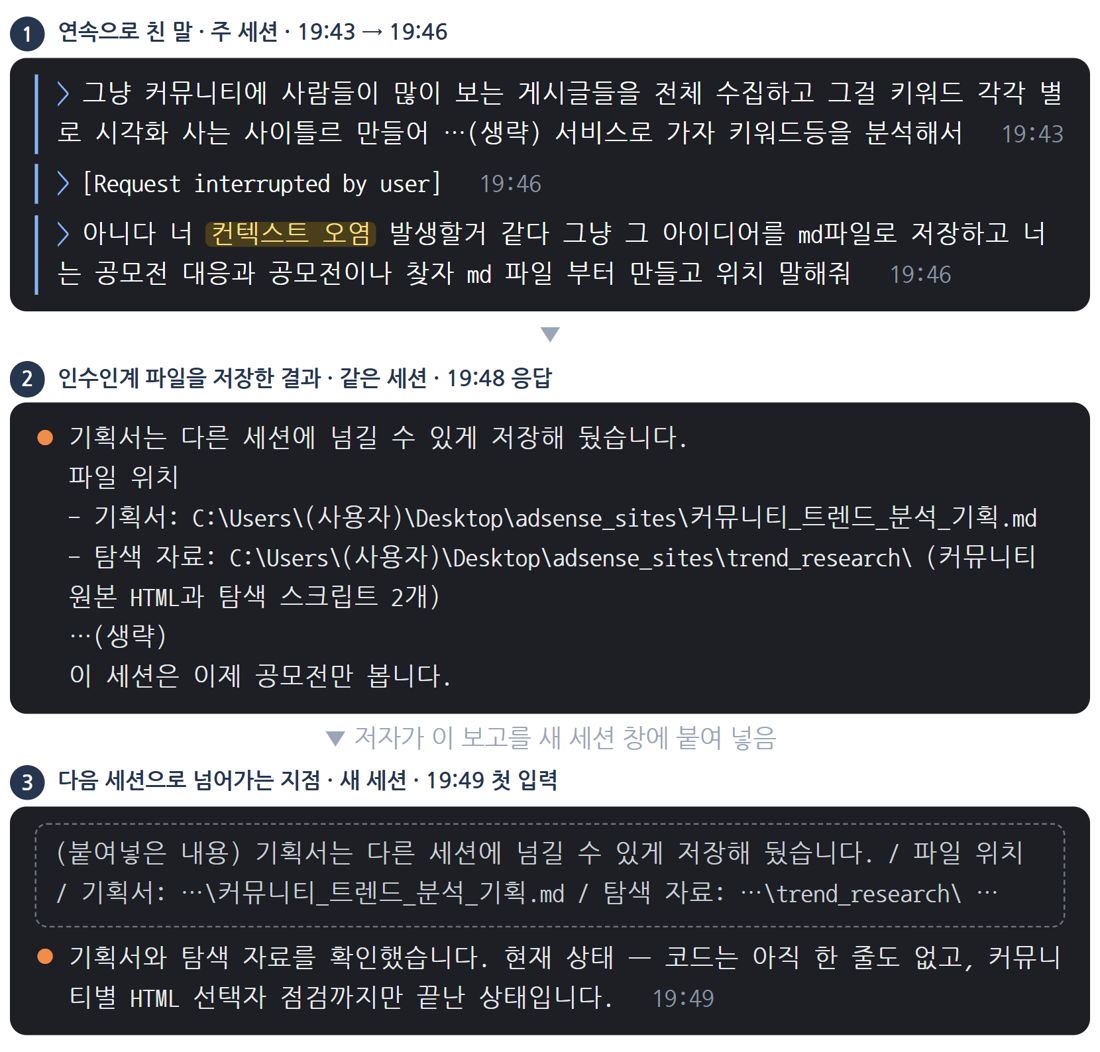 1 연속으로 친 말 · 주 세션 · 19:43 → 19:46
> 그냥 커뮤니티에 사람들이 많이 보는 게시글들을 전체 수집하고 그걸 키워드 각각 별
로 시각화 사는 사이틀르 만들어 …(생략) 서비스로 가자 키워드등을 분석해서 19:43
> [Request interrupted by user] 19:46
> 아니다 너 컨텍스트 오염 발생할거 같다 그냥 그 아이디어를 md파일로 저장하고 너
는 공모전 대응과 공모전이나 찾자 md 파일 부터 만들고 위치 말해줘 19:46
▼
2 인수인계 파일을 저장한 결과 · 같은 세션 · 19:48 응답
● 기획서는 다른 세션에 넘길 수 있게 저장해 뒀습니다.
파일 위치
- 기획서: C:\Users\(사용자)\Desktop\adsense_sites\커뮤니티_트렌드_분석_기획.md
- 탐색 자료: C:\Users\(사용자)\Desktop\adsense_sites\trend_research\ (커뮤니티
원본 HTML과 탐색 스크립트 2개)
…(생략)
이 세션은 이제 공모전만 봅니다.
▼ 저자가 이 보고를 새 세션 창에 붙여 넣음
3 다음 세션으로 넘어가는 지점 · 새 세션 · 19:49 첫 입력
(붙여넣은 내용) 기획서는 다른 세션에 넘길 수 있게 저장해 뒀습니다. / 파일 위치
/ 기획서: …\커뮤니티_트렌드_분석_기획.md / 탐색 자료: …\trend_research\ …
● 기획서와 탐색 자료를 확인했습니다. 현재 상태 — 코드는 아직 한 줄도 없고, 커뮤니
티별 HTML 선택자 점검까지만 끝난 상태입니다. 19:49